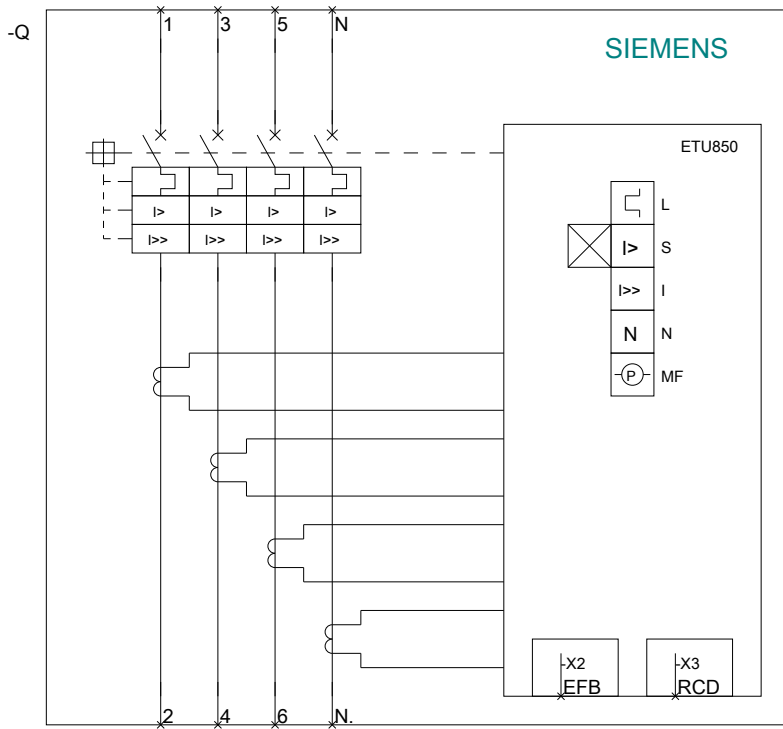 -Q
1 3 5 N
SIEMENS
ETU850
L
I> I> I> I>
I> S
I>> I>> I>> I>>
I>> I
N N
P MF
-X2 -X3
EFB RCD
2 4 6 N.